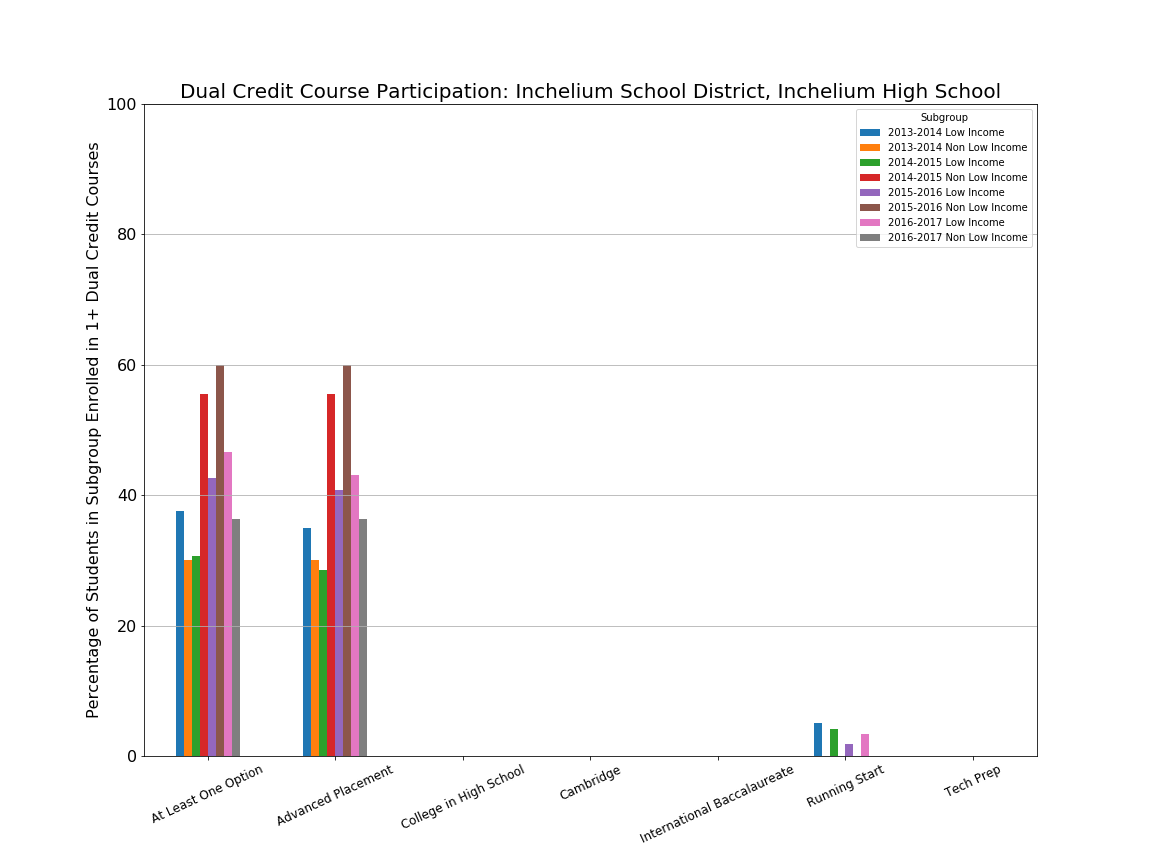 Dual Credit Course Participation: Inchelium School District, Inchelium High School
Percentage of Students in Subgroup Enrolled in 1+ Dual Credit Courses
100
80
60
40
20
0
Subgroup
2013-2014 Low Income
2013-2014 Non Low Income
2014-2015 Low Income
2014-2015 Non Low Income
2015-2016 Low Income
2015-2016 Non Low Income
2016-2017 Low Income
2016-2017 Non Low Income
At Least One Option
Advanced Placement
College in High School
Cambridge
International Baccalaureate
Running Start
Tech Prep